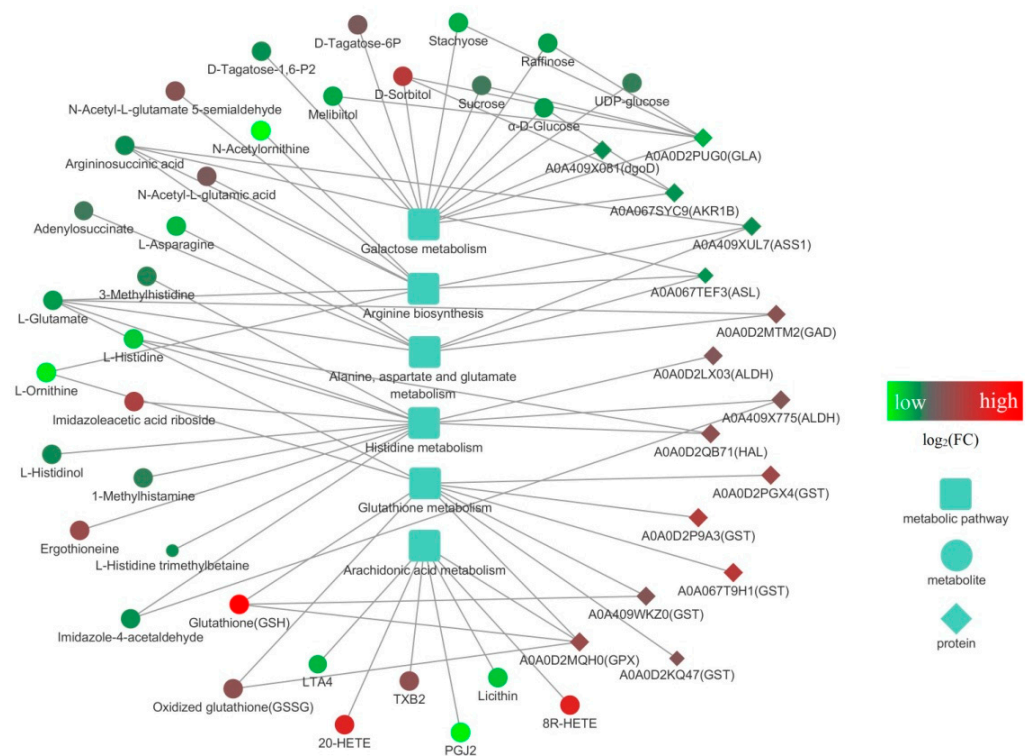 D-Tagatose-6P
Stachyose
D-Tagatose-1,6-P2
Raffinose
D-Sorbitol
Sucrose
UDP-glucose
N-Acetyl-L-glutamate 5-semialdehyde
Melibiitol
α-D-Glucose
N-Acetylornithine
A0A0D2PUG0(GLA)
Argininosuccinic acid
A0A409X081(dgoD)
N-Acetyl-L-glutamic acid
A0A067SYC9(AKR1B)
Adenylosuccinate
L-Asparagine
Galactose metabolism
A0A409XUL7(ASS1)
3-Methylhistidine
A0A067TEF3(ASL)
L-Glutamate
Arginine biosynthesis
A0A0D2MTM2(GAD)
L-Histidine
Alanine, aspartate and glutamate
metabolism
A0A0D2LX03(ALDH)
L-Ornithine
Imidazoleacetic acid riboside
A0A409X775(ALDH)
Histidine metabolism
A0A0D2QB71(HAL)
L-Histidinol
1-Methylhistamine
Glutathione metabolism
A0A0D2PGX4(GST)
A0A0D2P9A3(GST)
Ergothioneine
L-Histidine trimethylbetaine
Arachidonic acid metabolism
A0A067T9H1(GST)
Imidazole-4-acetaldehyde
Glutathione(GSH)
A0A409WKZ0(GST)
A0A0D2MQH0(GPX)
A0A0D2KQ47(GST)
LTA4
Oxidized glutathione(GSSG)
TXB2
Licithin
20-HETE
PGJ2
8R-HETE
low high
log₂(FC)
metabolic pathway
metabolite
protein